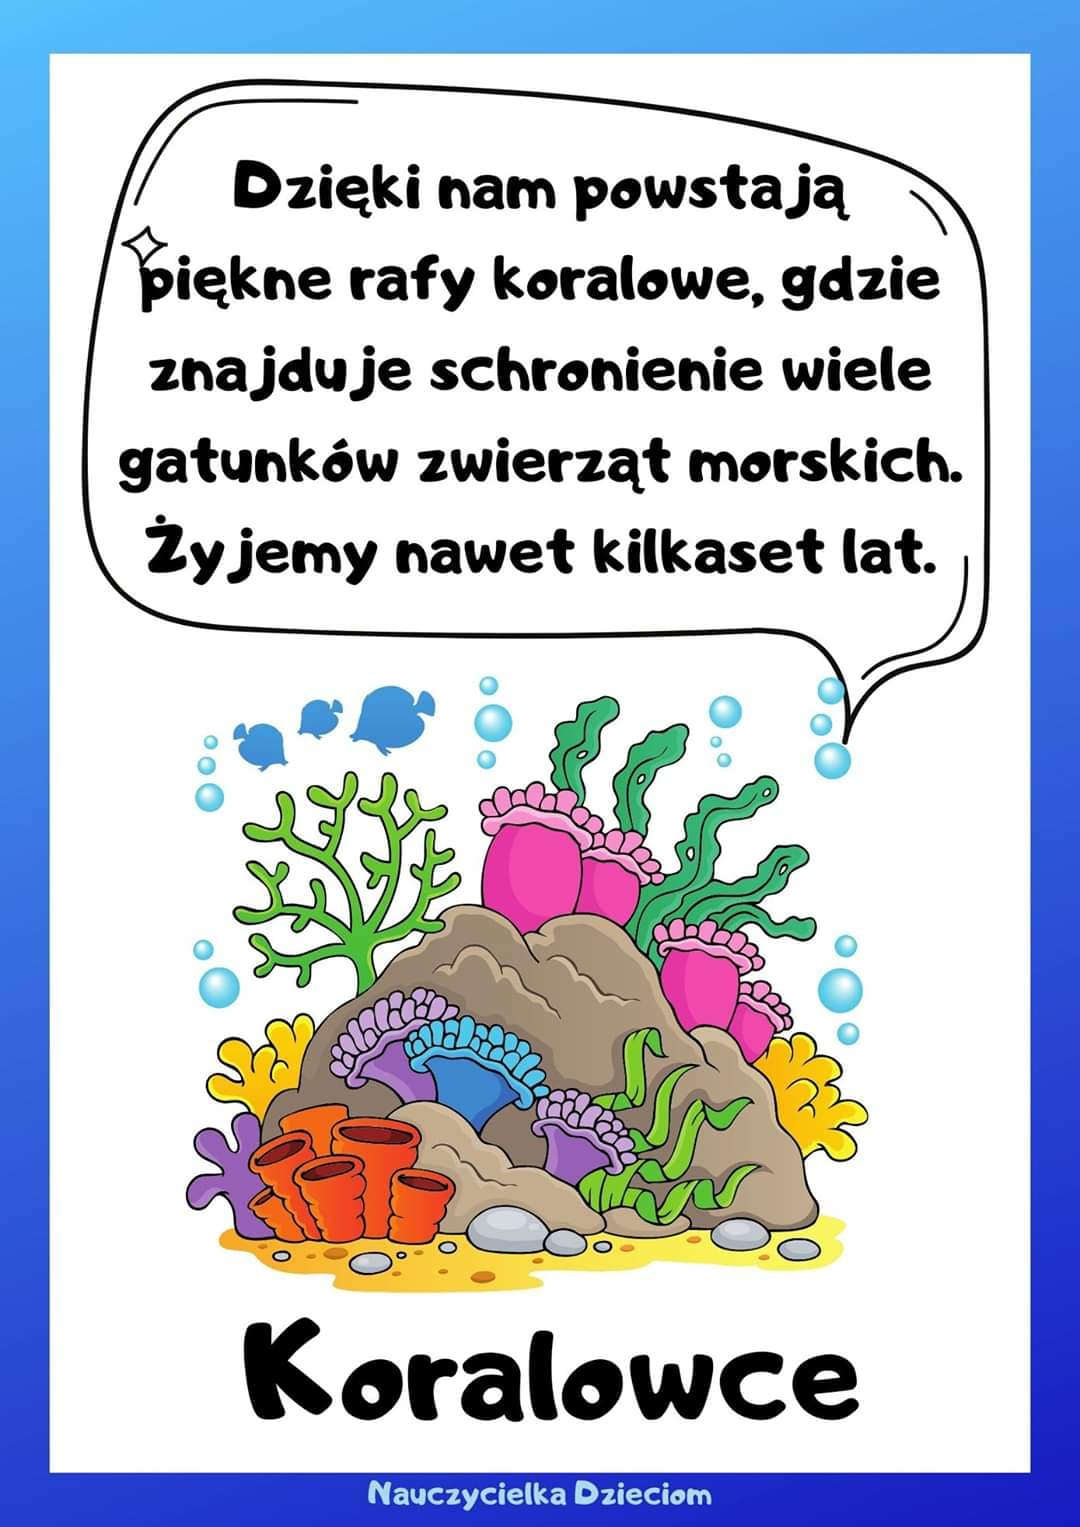 Dzięki nam powstają
piękne rafy koralowe, gdzie
znajduje schronienie wiele
gatunków zwierząt morskich.
Żyjemy nawet kilkaset lat.
Koralowce
Nauczycielka Dzieciom